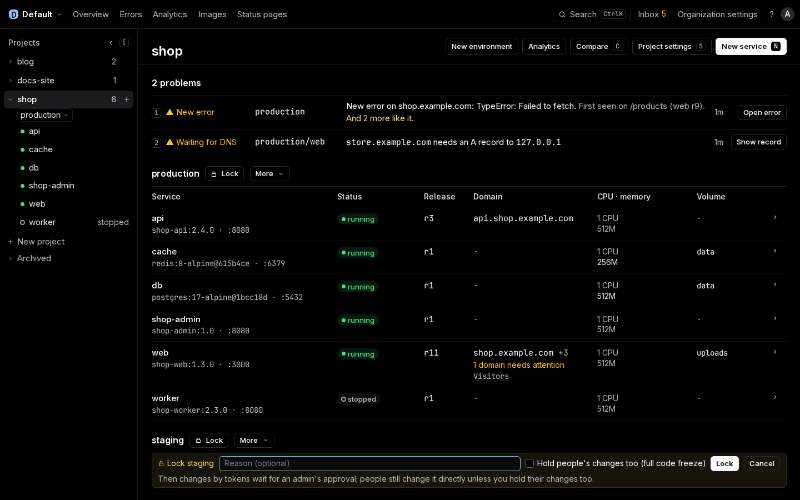 D Default Overview Errors Analytics Images Status pages Search Ctrl K Inbox 5 Organization settings ? A
Projects [
blog 2
docs-site 1
shop 6 +
production
api
cache
db
shop-admin
web
worker stopped
+ New project
Archived
shop New environment Analytics Compare C Project settings S New service N
2 problems
1 New error production New error on shop.example.com: TypeError: Failed to fetch. First seen on /products (web r9). And 2 more like it. 1m Open error
2 Waiting for DNS production/web store.example.com needs an A record to 127.0.0.1 1m Show record
production Lock More
Service Status Release Domain CPU · memory Volume
api running r3 api.shop.example.com 1 CPU -
shop-api:2.4.0 · :8080 512M
cache running r1 - 1 CPU data
redis:8-alpine@615b4ce · :6379 256M
db running r1 - 1 CPU data
postgres:17-alpine@1bcc18d · :5432 512M
shop-admin running r1 - 1 CPU -
shop-admin:1.0 · :8080 512M
web running r11 shop.example.com +3 1 CPU uploads
shop-web:1.3.0 · :3000 1 domain needs attention 512M
Visitors
worker stopped r1 - 1 CPU -
shop-worker:2.3.0 · :8080 512M
staging Lock More
Lock staging Reason (optional) Hold people's changes too (full code freeze) Lock Cancel
Then changes by tokens wait for an admin's approval; people still change it directly unless you hold their changes too.